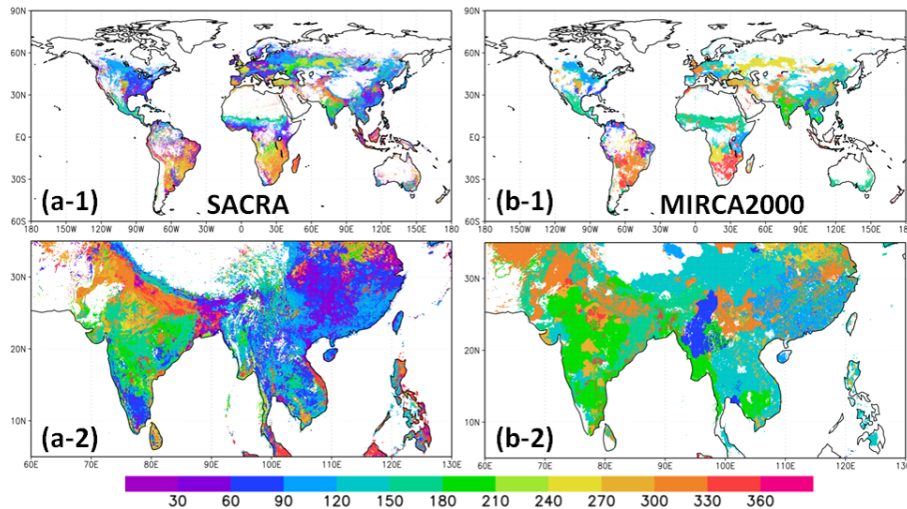 90N
60N
30N
EQ
30S
60S
180 150W 120W 90W 60W 30W 0 30E 60E 90E 120E 150E 180
(a-1) SACRA
90N
60N
30N
EQ
30S
60S
180 150W 120W 90W 60W 30W 0 30E 60E 90E 120E 150E 18
(b-1) MIRCA2000
30N
20N
10N
60E 70E 80E 90E 100E 110E 120E 130E
(a-2)
30N
20N
10N
60E 70E 80E 90E 100E 110E 120E 130
(b-2)
30 60 90 120 150 180 210 240 270 300 330 360